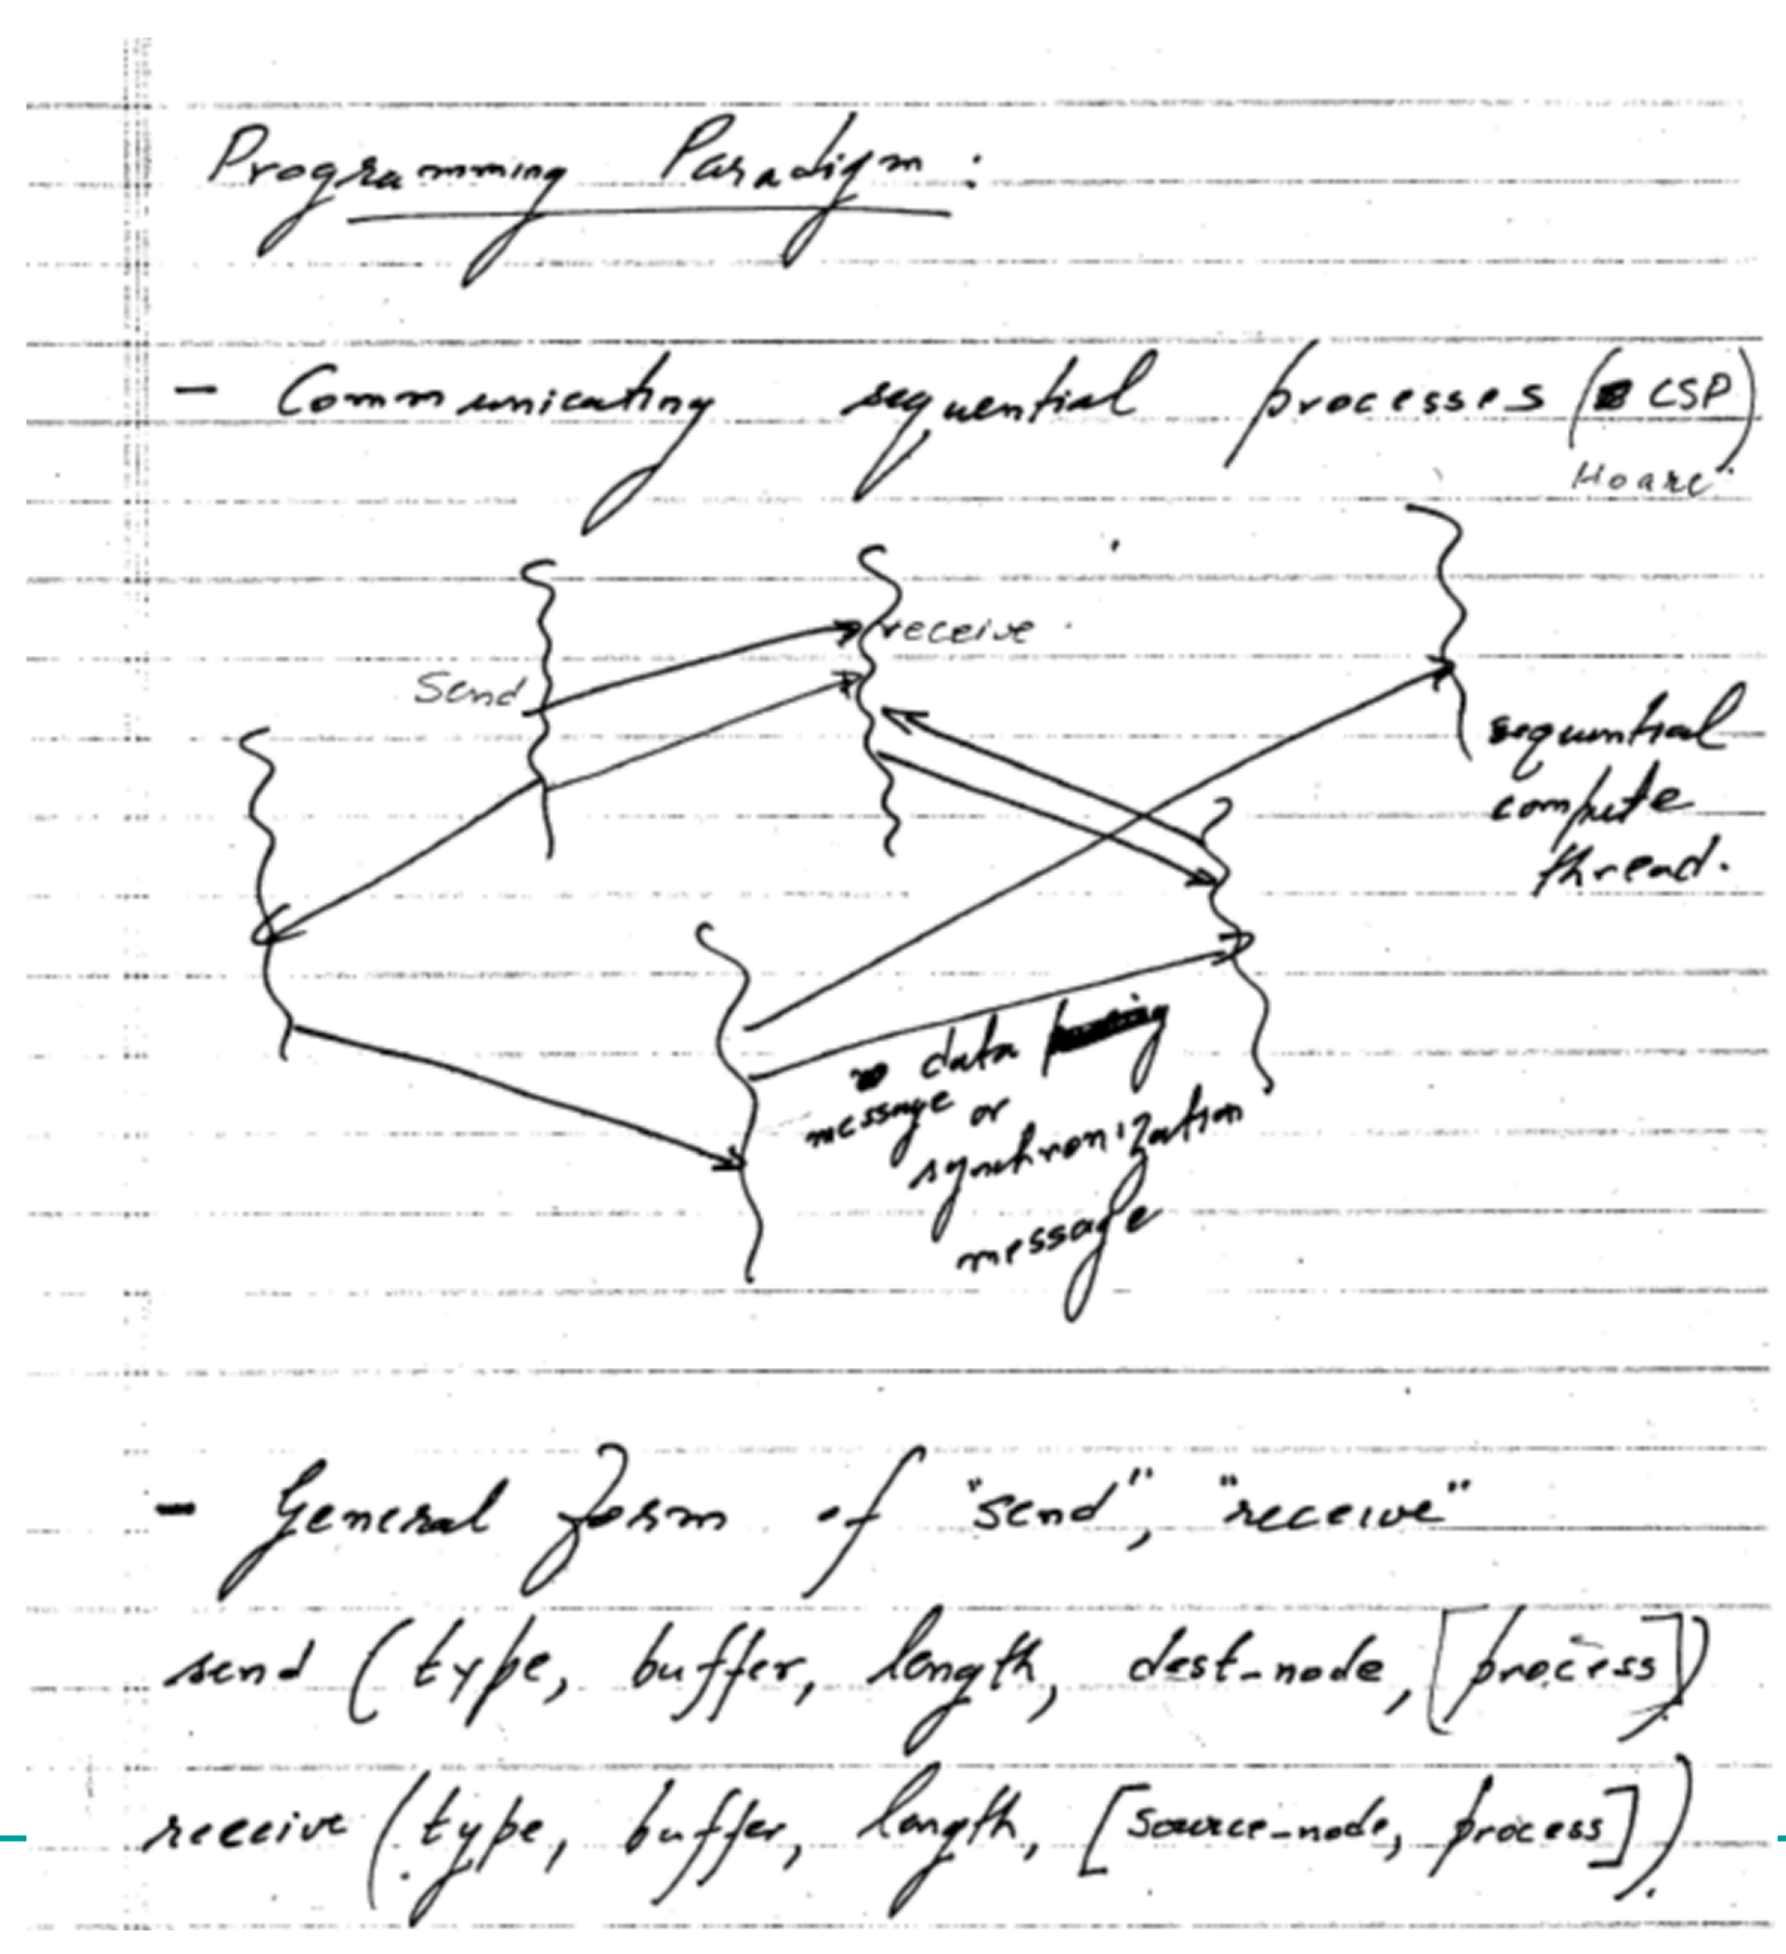 Programming Paradigm :
- Communicating sequential processes (CSP)
Hoare.
receive
Send
sequential
compute
thread.
data
message or
synchronization
message
- General form of "send", "receive"
send (type, buffer, length, dest-node, [process])
receive (type, buffer, length, [source-node, process])